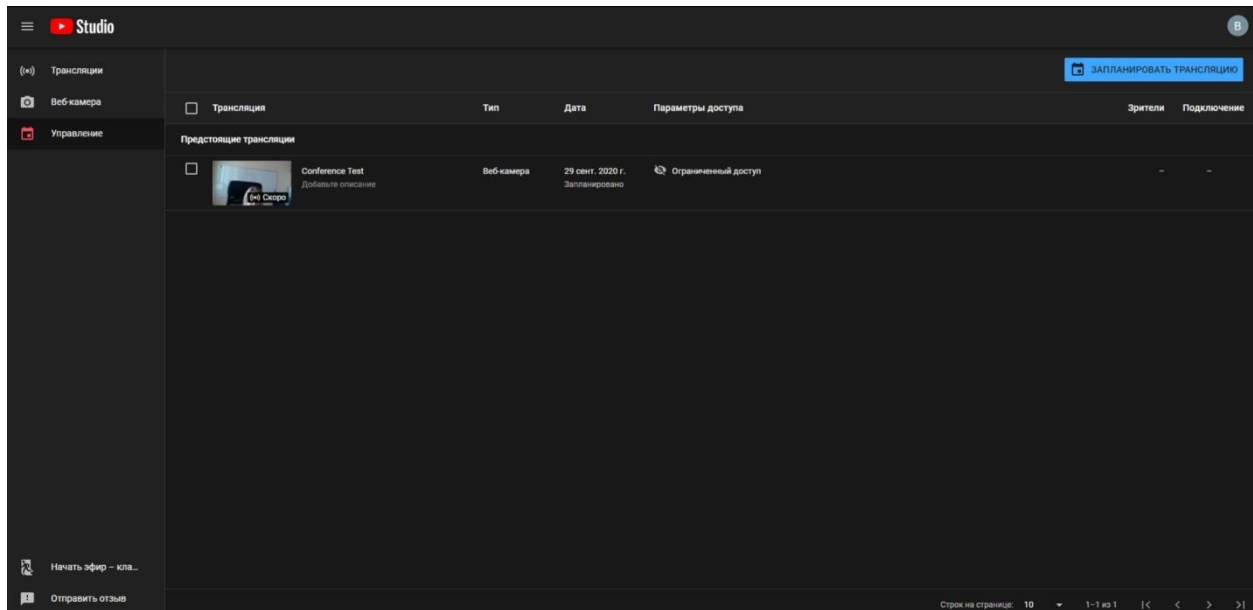 Studio
B
Трансляции
Веб-камера
Управление
ЗАПЛАНИРОВАТЬ ТРАНСЛЯЦИЮ
Трансляция Тип Дата Параметры доступа Зрители Подключение
Предстоящие трансляции
Conference Test Веб-камера 29 сент. 2020 г. Ограниченный доступ – –
Добавьте описание Запланировано
Скоро
Начать эфир – кла...
Отправить отзыв
Строк на странице: 10 1–1 из 1